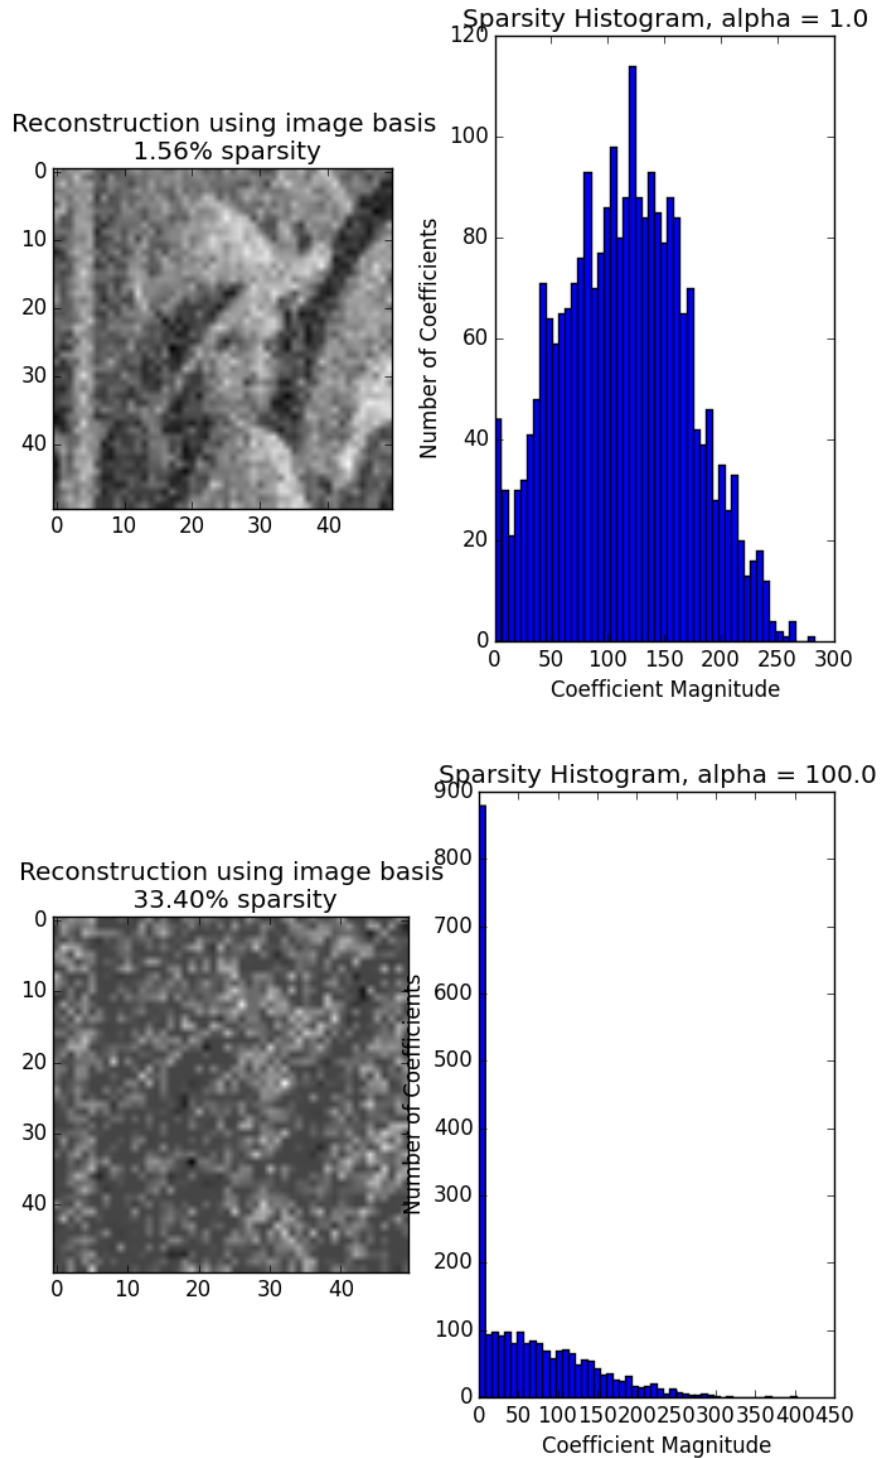 Sparsity Histogram, alpha = 1.0
120
100
80
60
40
20
0
Number of Coefficients
0 50 100 150 200 250 300
Coefficient Magnitude
Reconstruction using image basis
1.56% sparsity
0
10
20
30
40
0 10 20 30 40
Sparsity Histogram, alpha = 100.0
900
800
700
600
500
400
300
200
100
0
Number of Coefficients
0 50 100 150 200 250 300 350 400 450
Coefficient Magnitude
Reconstruction using image basis
33.40% sparsity
0
10
20
30
40
0 10 20 30 40